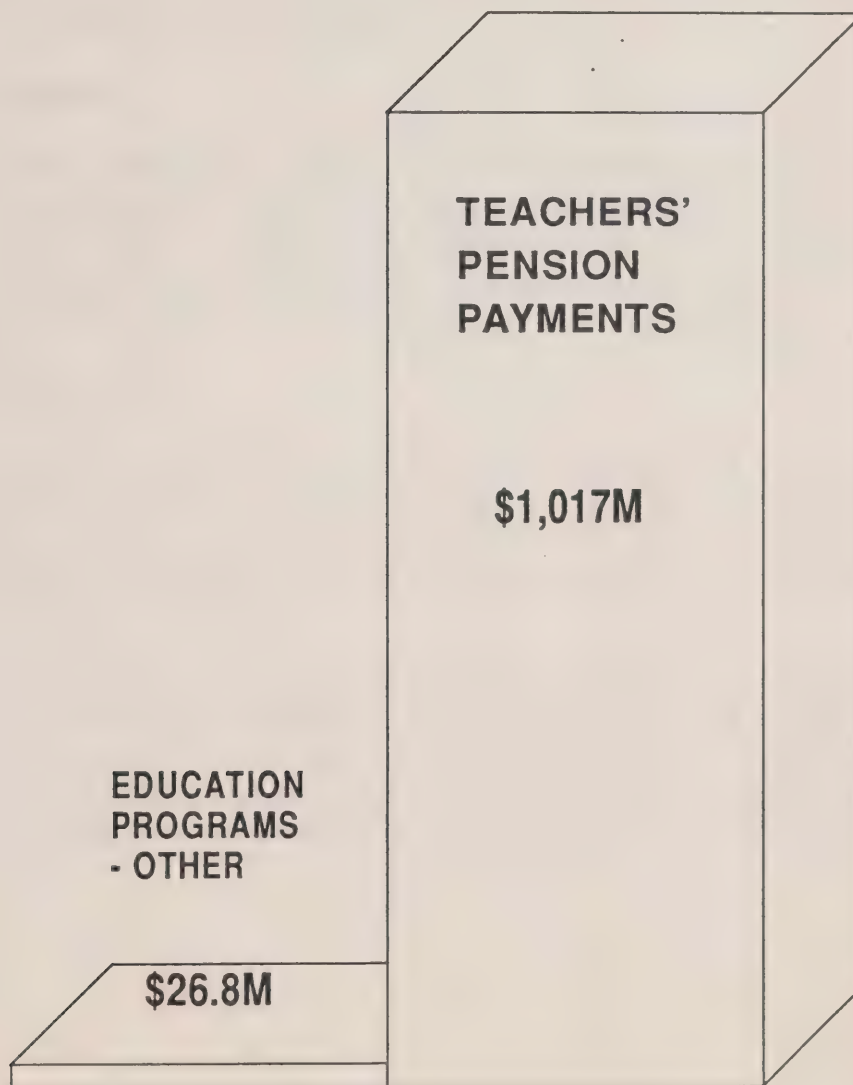 TEACHERS'
PENSION
PAYMENTS
$1,017M
EDUCATION
PROGRAMS
- OTHER
$26.8M